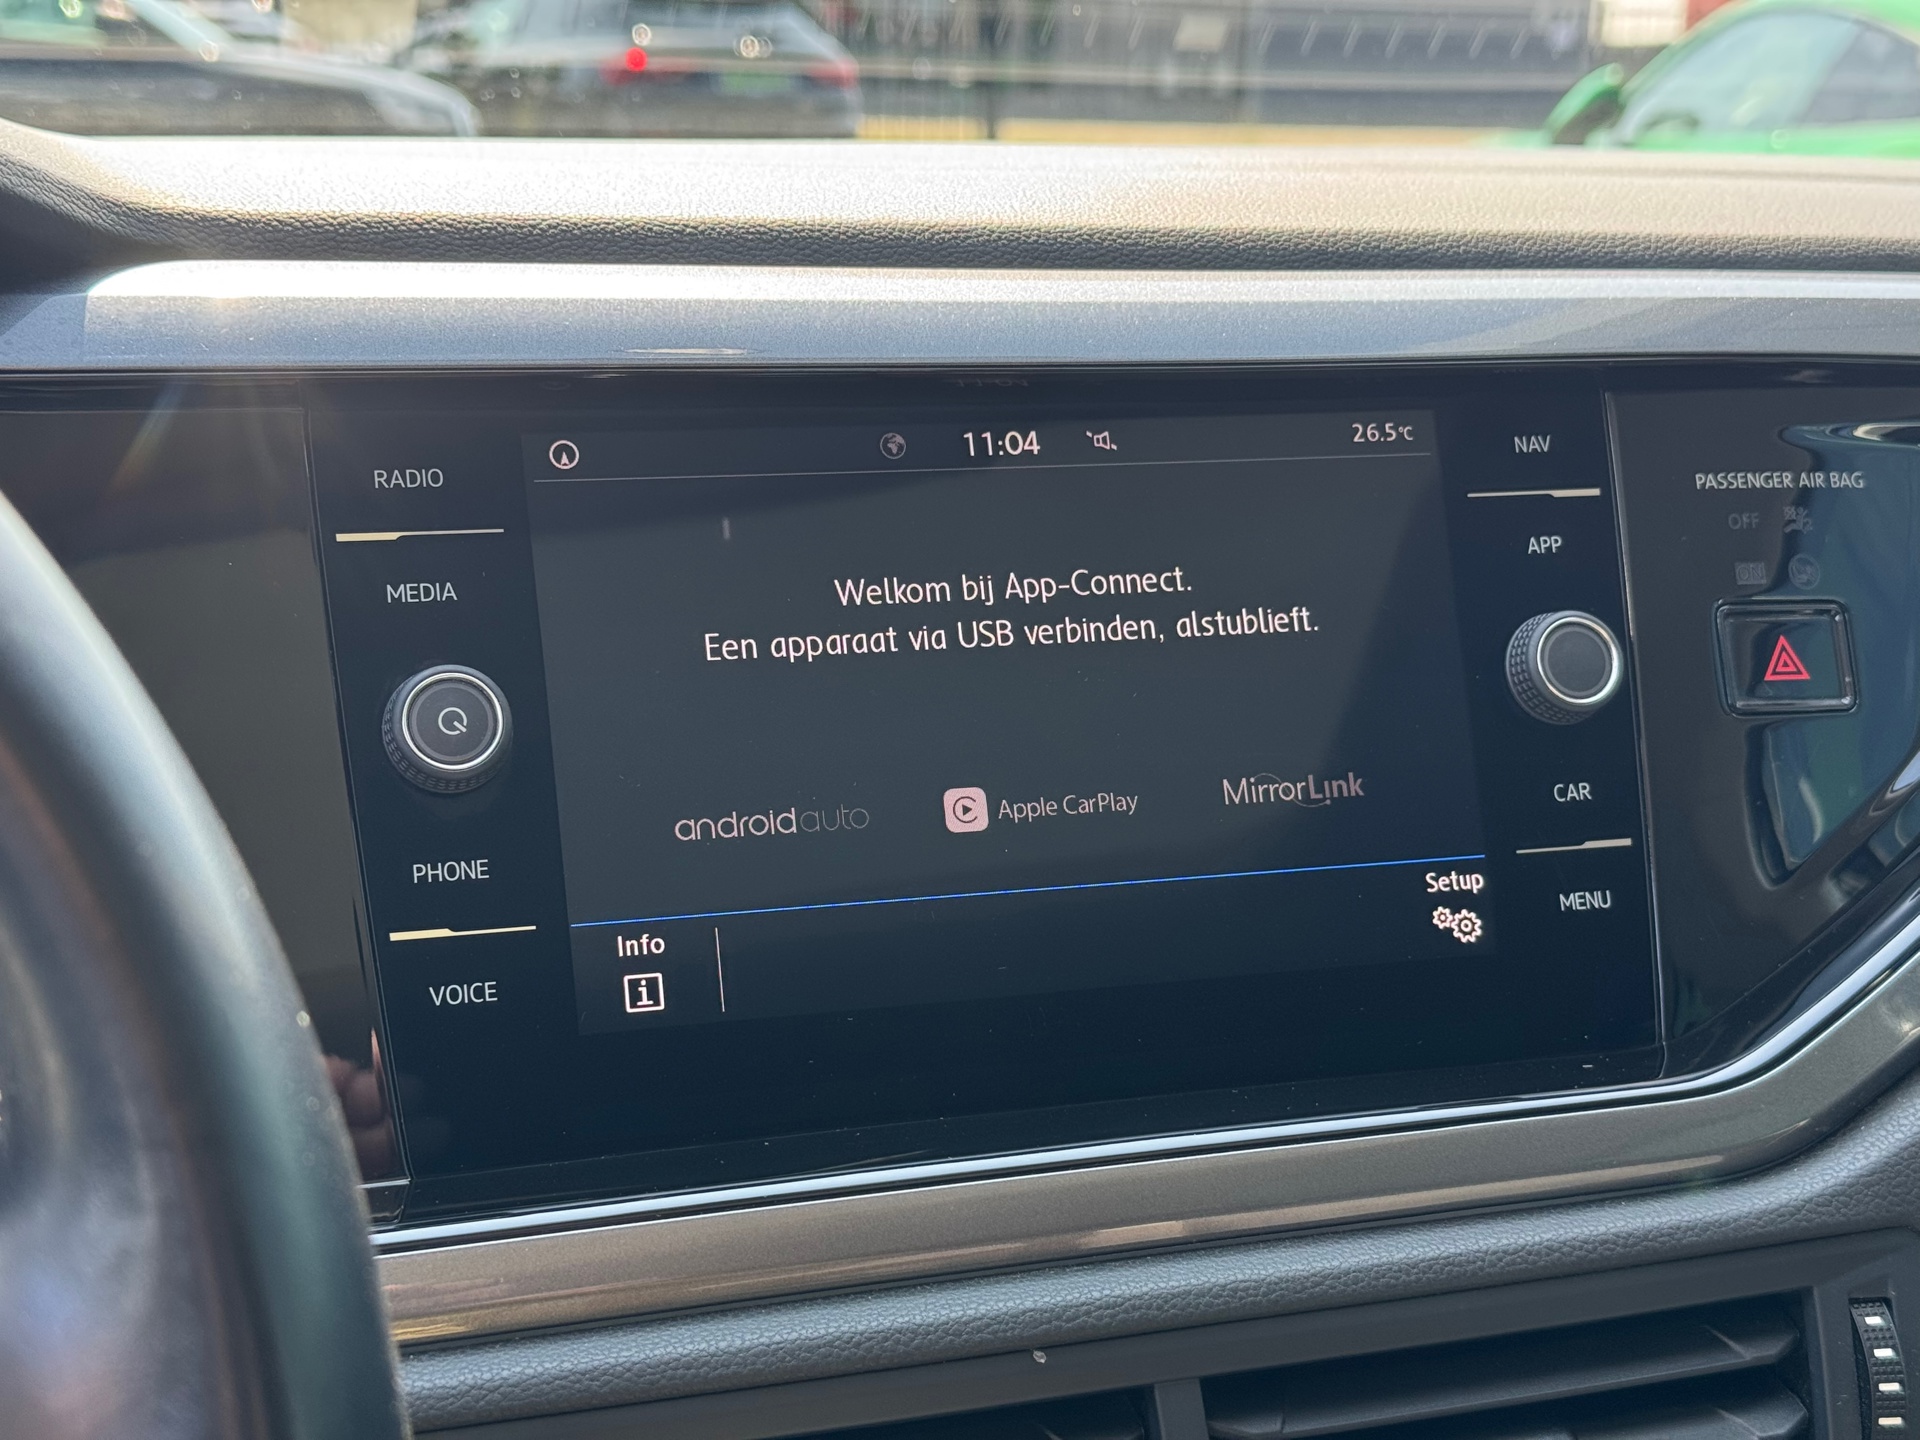 11:04
26.5°C
RADIO
MEDIA
PHONE
VOICE
Welkom bij App-Connect.
Een apparaat via USB verbinden, alstublieft.
androidauto
Apple CarPlay
MirrorLink
Info
Setup
NAV
APP
CAR
MENU
PASSENGER AIR BAG
OFF
ON